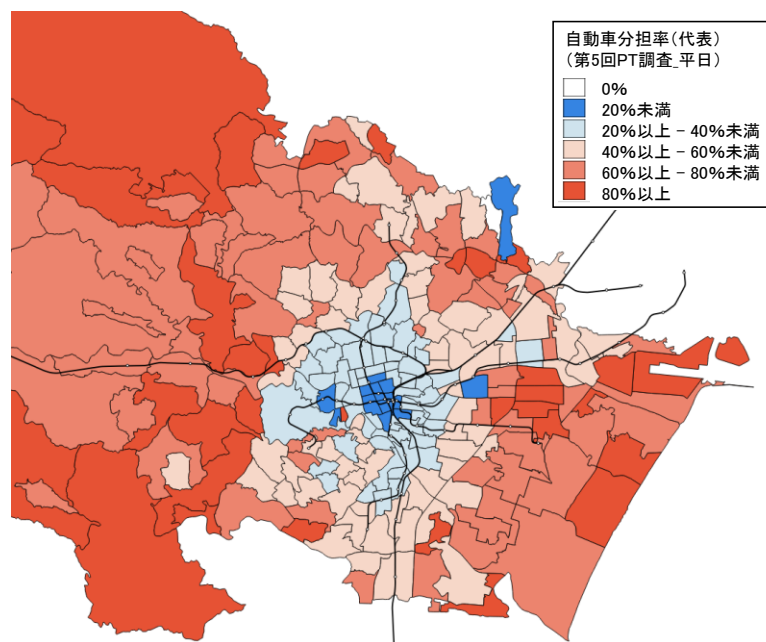 自動車分担率(代表)
(第5回PT調査_平日)
0%
20%未満
20%以上 − 40%未満
40%以上 − 60%未満
60%以上 − 80%未満
80%以上